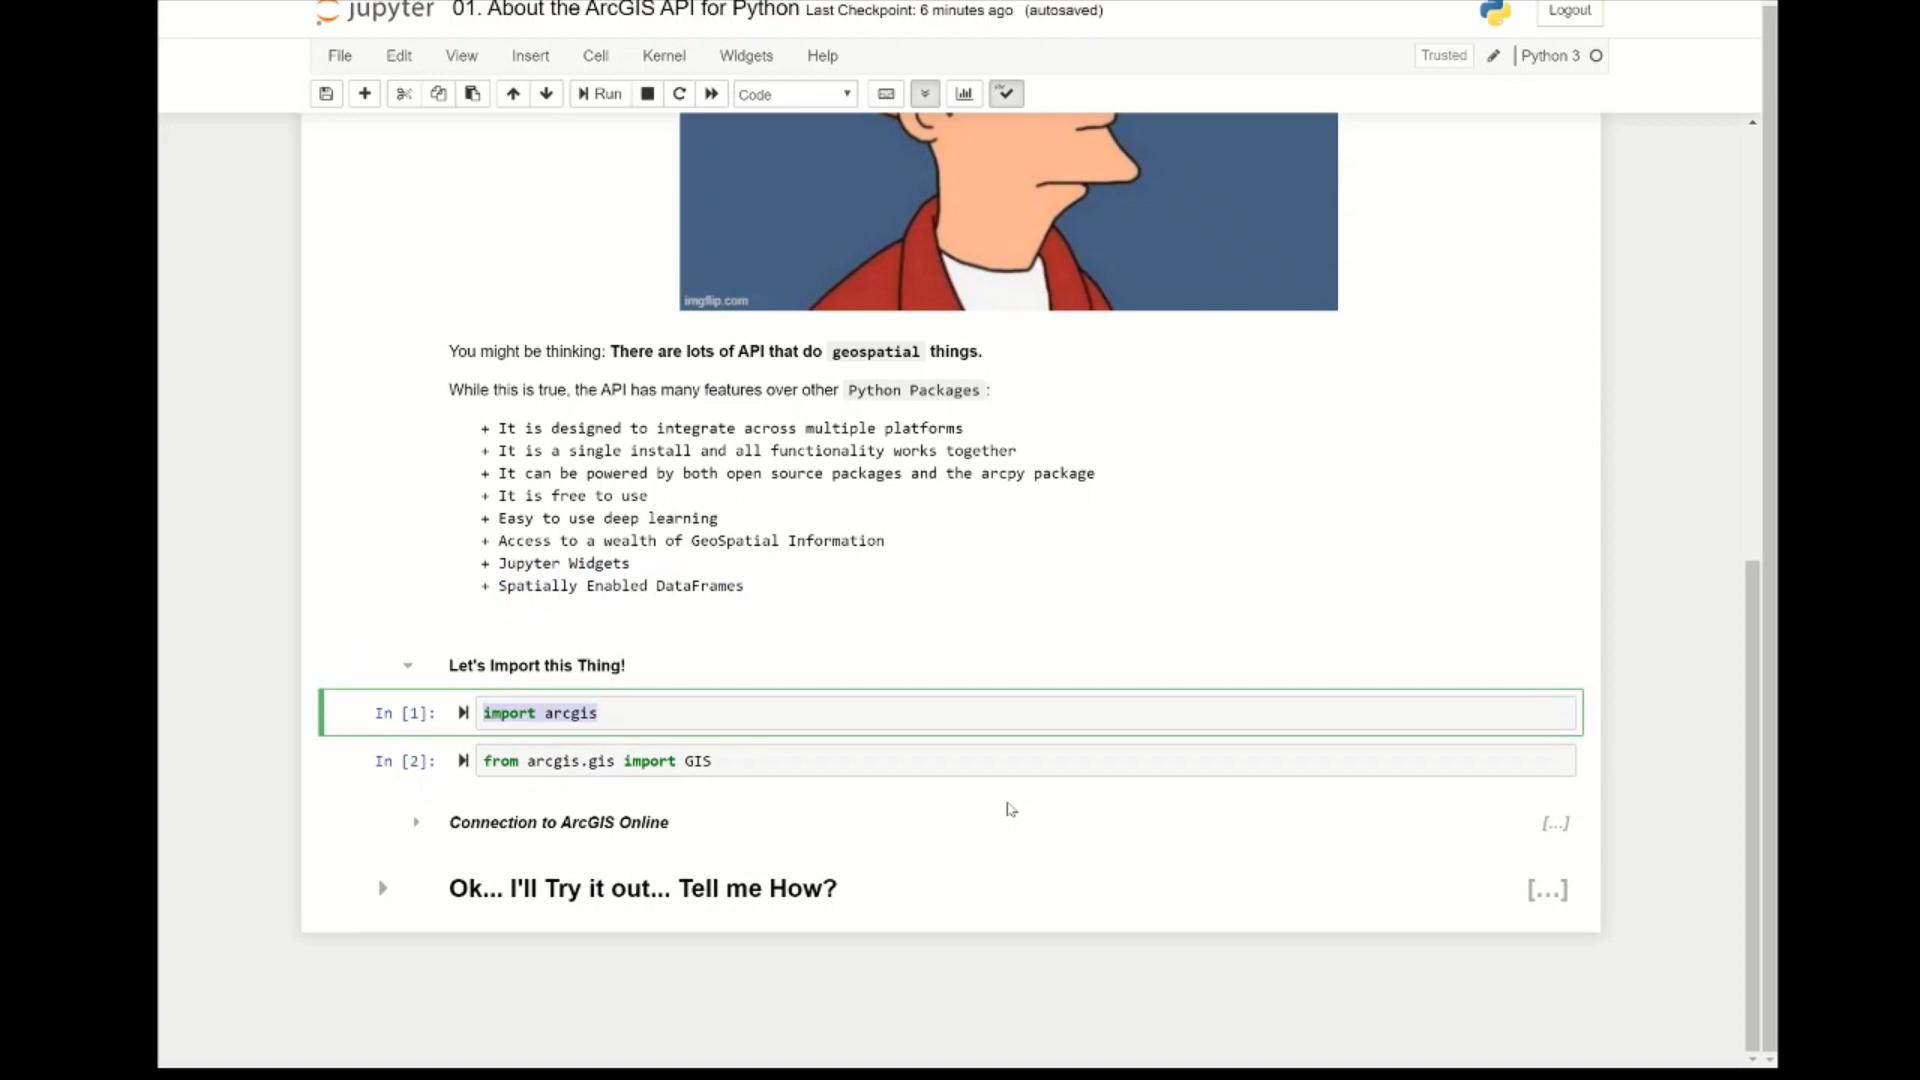 jupyter 01. About the ArcGIS API for Python Last Checkpoint: 6 minutes ago (autosaved) Logout
File Edit View Insert Cell Kernel Widgets Help Trusted Python 3
Run Code
imgflip.com
You might be thinking: There are lots of API that do geospatial things.
While this is true, the API has many features over other Python Packages :
+ It is designed to integrate across multiple platforms
+ It is a single install and all functionality works together
+ It can be powered by both open source packages and the arcpy package
+ It is free to use
+ Easy to use deep learning
+ Access to a wealth of GeoSpatial Information
+ Jupyter Widgets
+ Spatially Enabled DataFrames
Let's Import this Thing!
In [1]: import arcgis
In [2]: from arcgis.gis import GIS
Connection to ArcGIS Online [...]
Ok... I'll Try it out... Tell me How? [...]